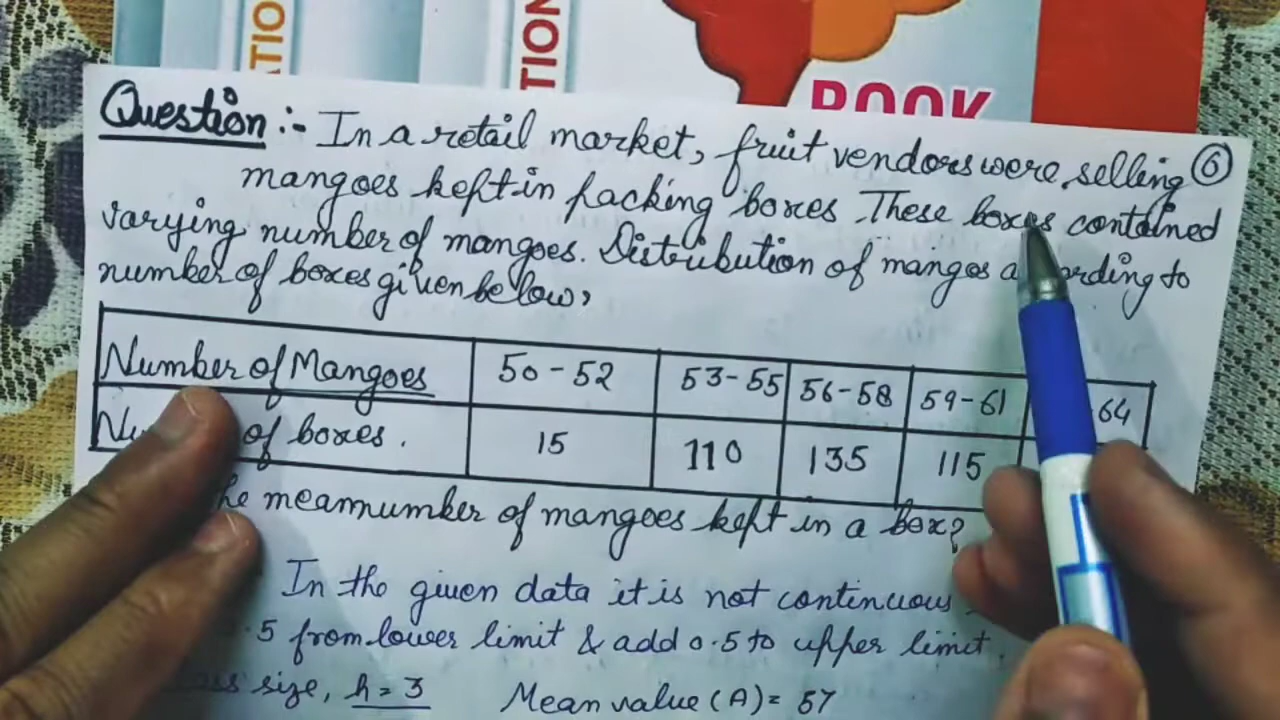 TION
TION
BOOK
Question :- In a retail market, fruit vendors were selling 6
mangoes kept in packing boxes. These boxes contained
varying number of mangoes. Distribution of mangos according to
number of boxes given below,
Number of Mangoes 50-52 53-55 56-58 59-61 64
of boxes. 15 110 135 115
mean number of mangoes kept in a box?
In the given data it is not continuous
.5 from lower limit & add 0.5 to upper limit.
size, h = 3 Mean value (A) = 57